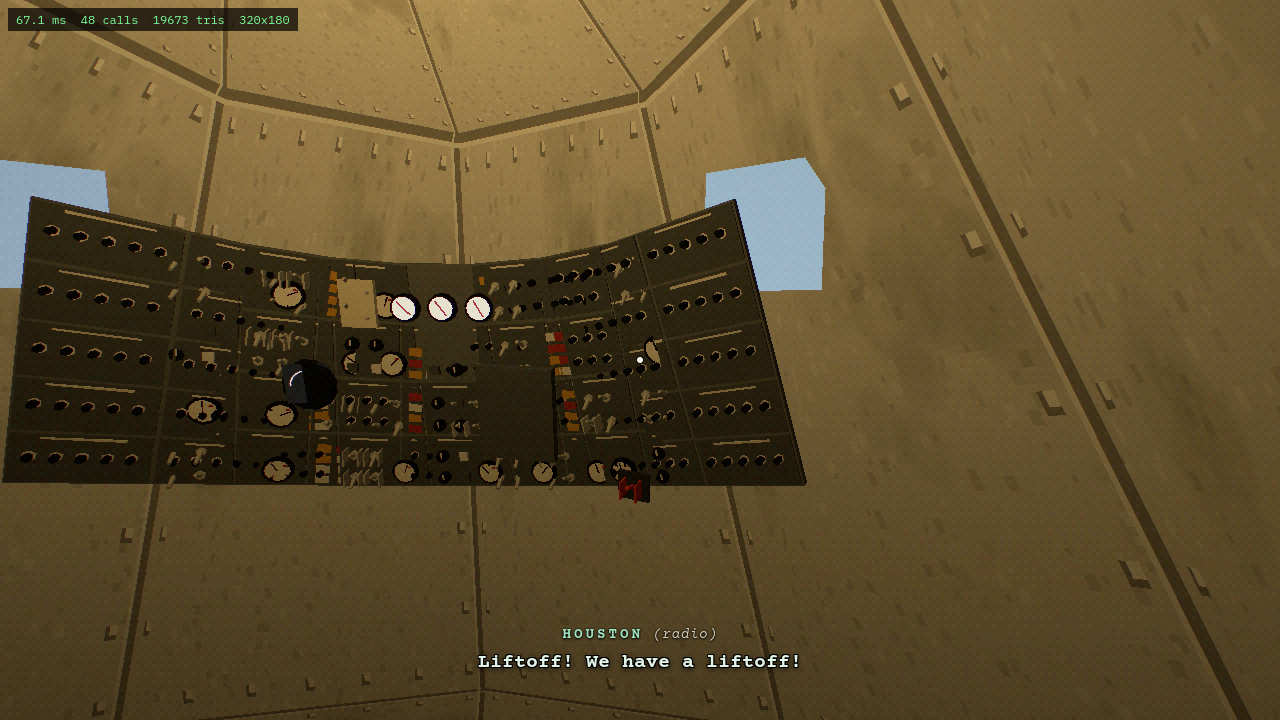 67.1 ms 48 calls 19673 tris 320x180
HOUSTON (radio)
Liftoff! We have a liftoff!